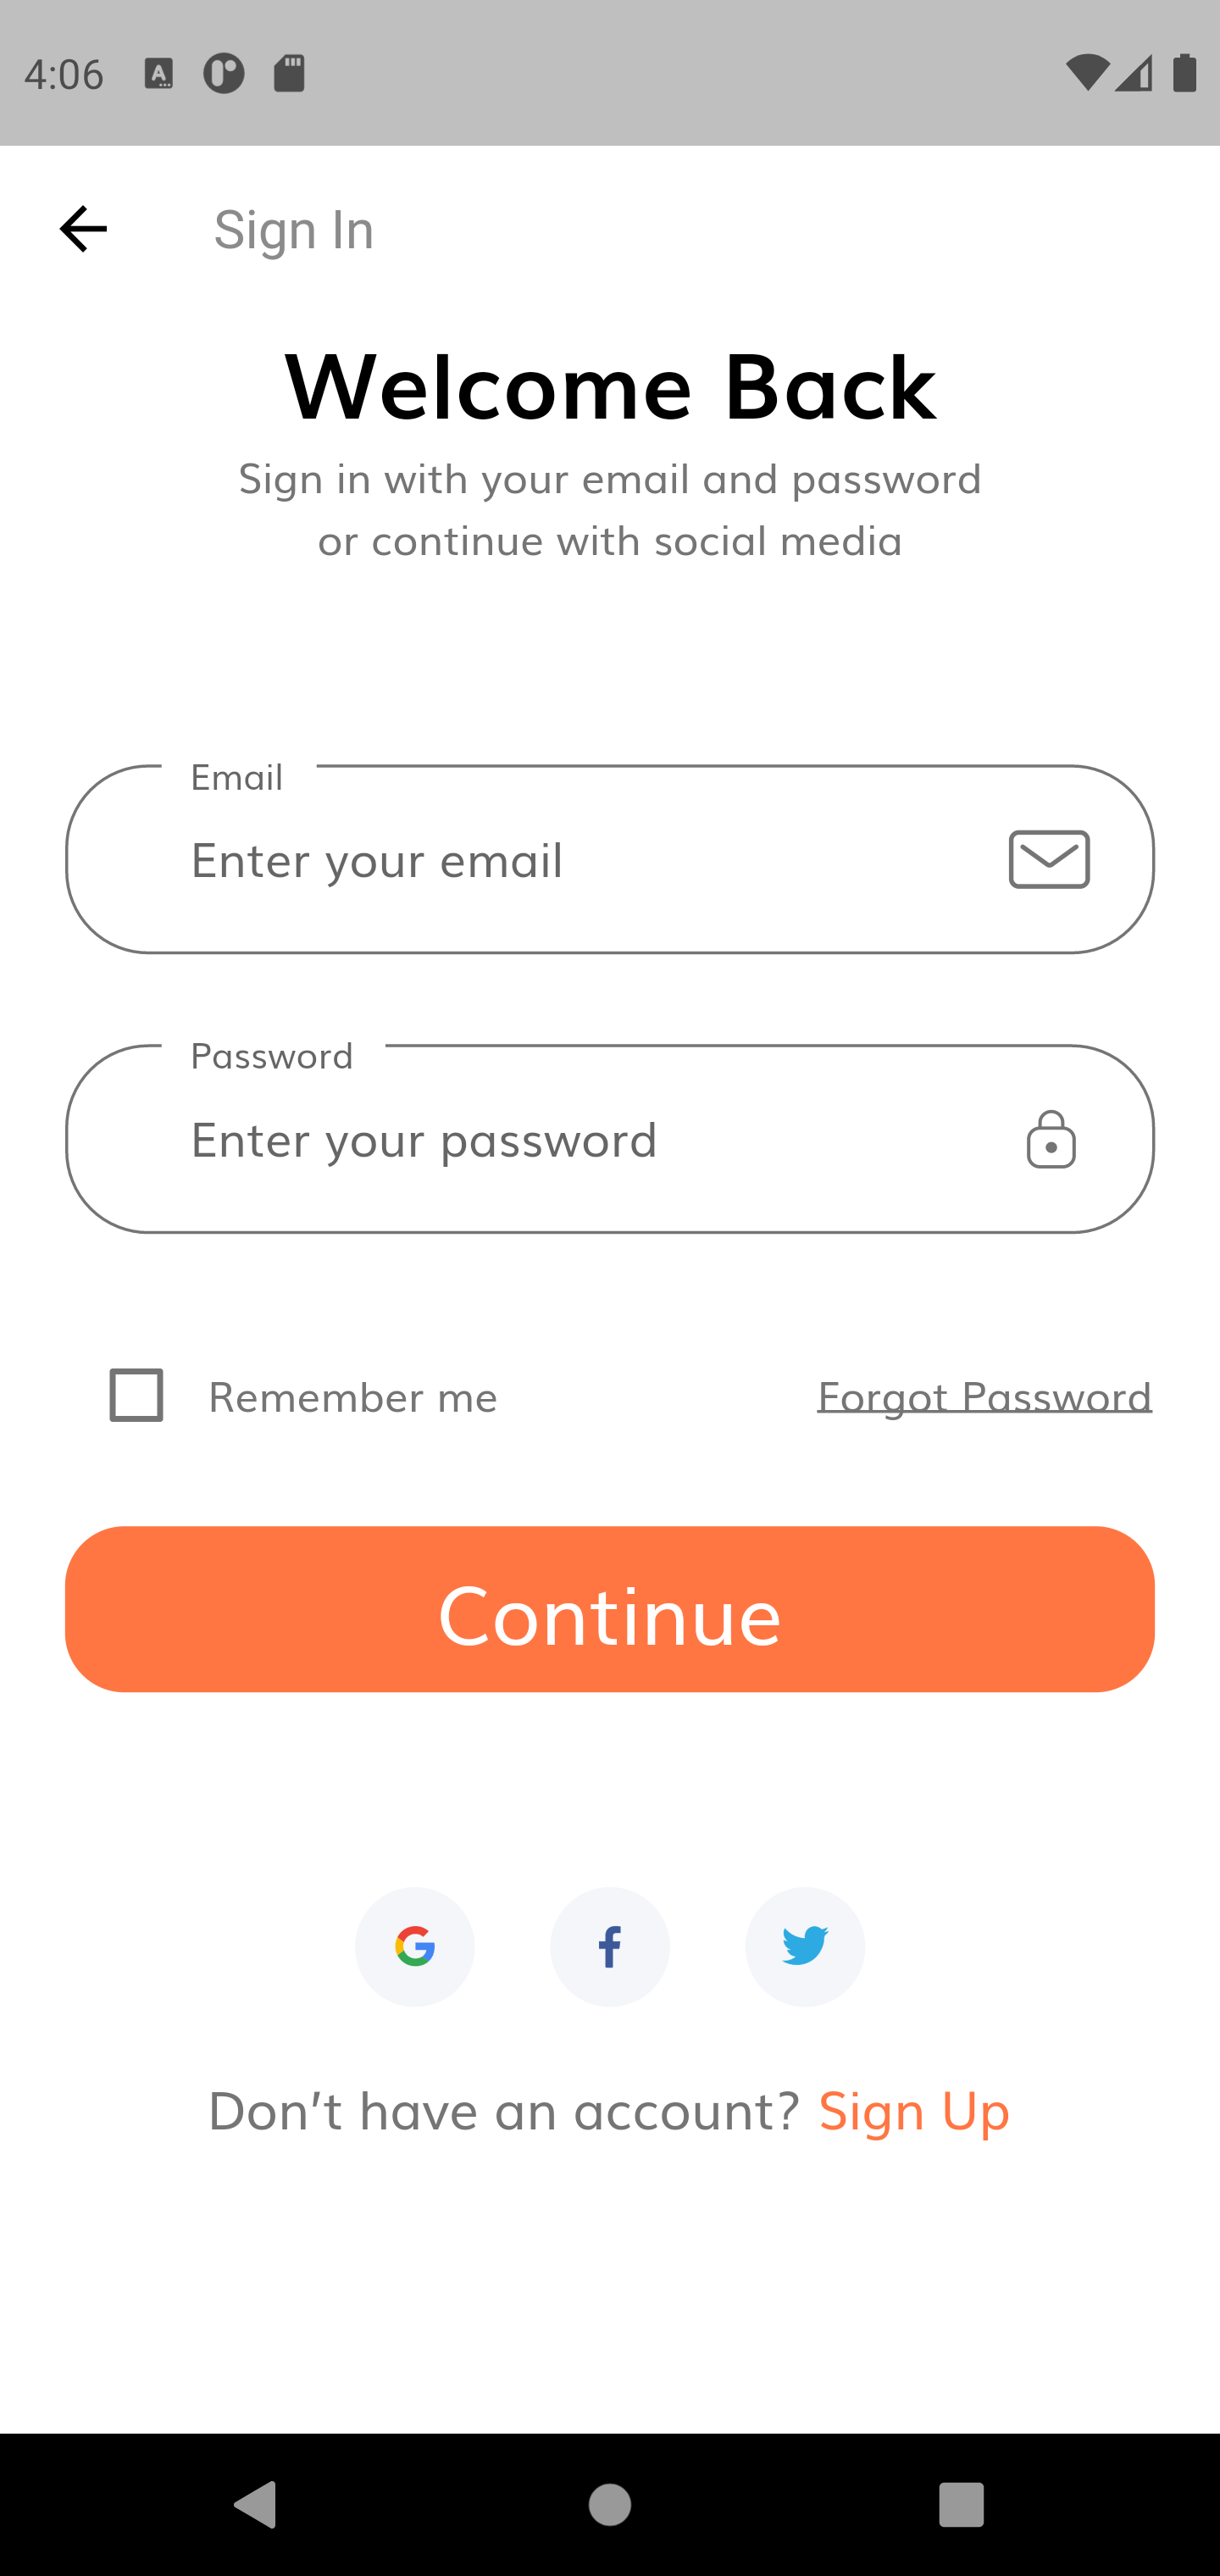 4:06
Sign In
Welcome Back
Sign in with your email and password
or continue with social media
Email
Enter your email
Password
Enter your password
Remember me
Forgot Password
Continue
Don't have an account? Sign Up